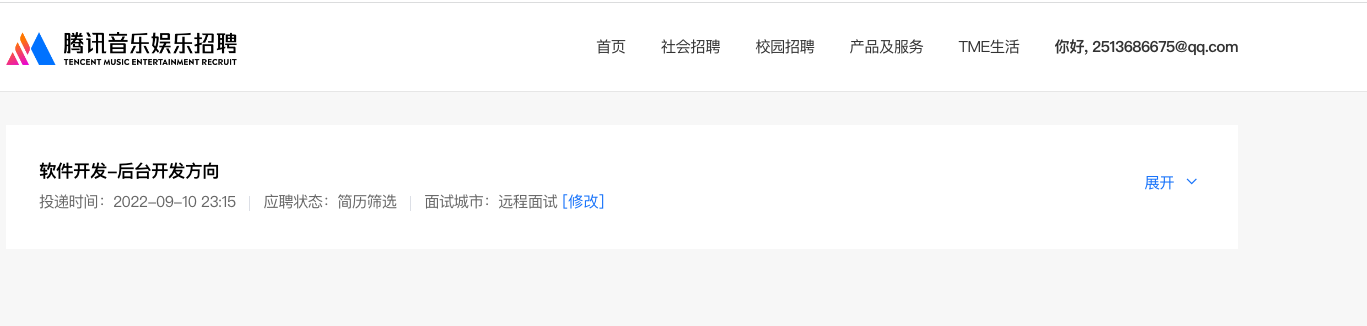 腾讯音乐娱乐招聘
TENCENT MUSIC ENTERTAINMENT RECRUIT
首页 社会招聘 校园招聘 产品及服务 TME生活 你好, 2513686675@qq.com
软件开发-后台开发方向
展开
投递时间：2022-09-10 23:15 应聘状态：简历筛选 面试城市：远程面试 [修改]